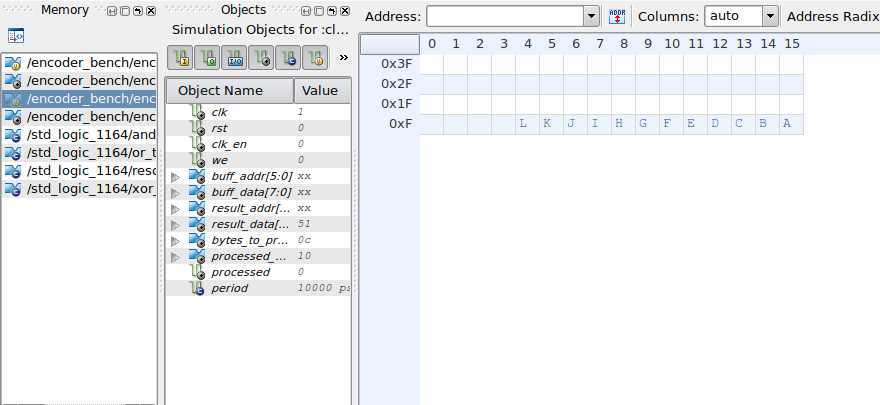 Memory
/encoder_bench/enc
/encoder_bench/enc
/encoder_bench/enc
/encoder_bench/enc
/std_logic_1164/and
/std_logic_1164/or_t
/std_logic_1164/reso
/std_logic_1164/xor_
Objects
Simulation Objects for :cl...
I/O
»
Object Name Value
clk 1
rst 0
clk_en 0
we 0
buff_addr[5:0] xx
buff_data[7:0] xx
result_addr[... xx
result_data[... 51
bytes_to_pr... 0c
processed_... 10
processed 0
period 10000 ps
Address: ADDR Columns: auto Address Radix
0 1 2 3 4 5 6 7 8 9 10 11 12 13 14 15
0x3F
0x2F
0x1F
0xF L K J I H G F E D C B A